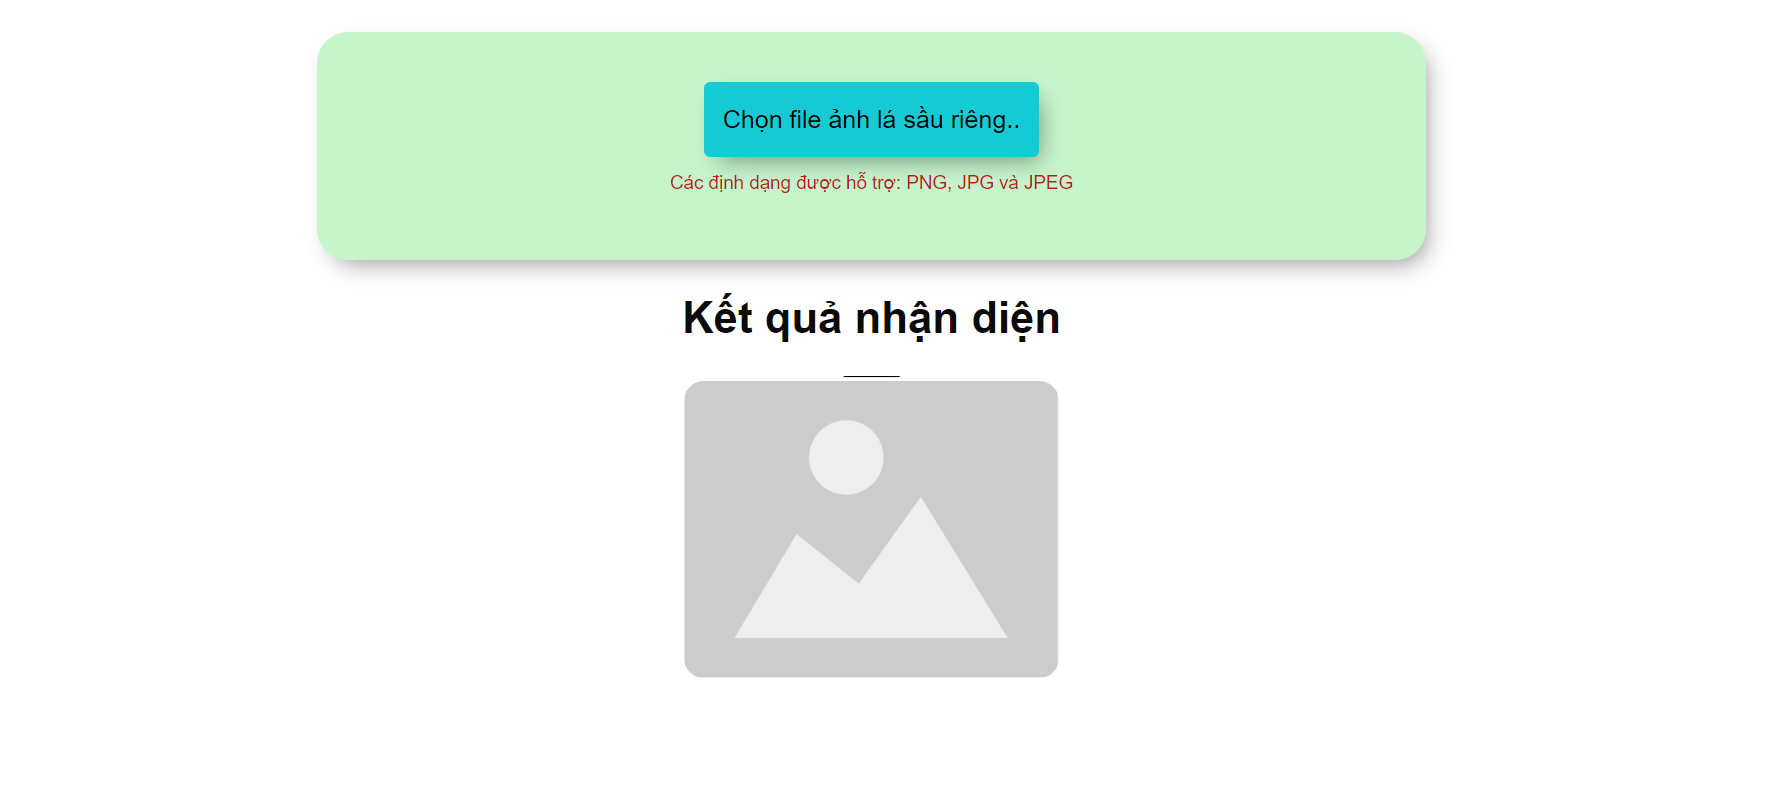 Chọn file ảnh lá sầu riêng..
Các định dạng được hỗ trợ: PNG, JPG và JPEG
Kết quả nhận diện